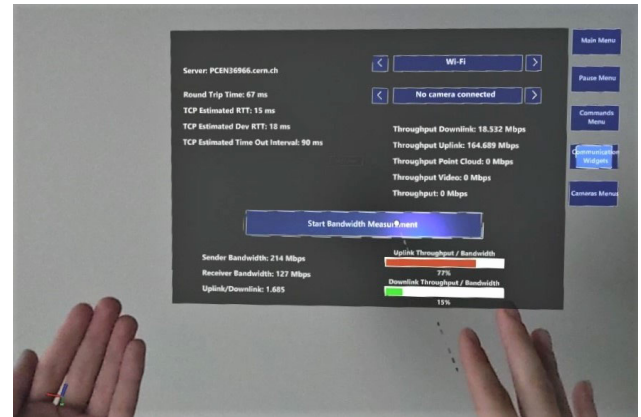 Server: PCEN36966.cern.ch
Round Trip Time: 67 ms
TCP Estimated RTT: 15 ms
TCP Estimated Dev RTT: 18 ms
TCP Estimated Time Out Interval: 90 ms
<
Wi-Fi
>
<
No camera connected
>
Throughput Downlink: 18.532 Mbps
Throughput Uplink: 164.689 Mbps
Throughput Point Cloud: 0 Mbps
Throughput Video: 0 Mbps
Throughput: 0 Mbps
Start Bandwidth Measurement
Sender Bandwidth: 214 Mbps
Receiver Bandwidth: 127 Mbps
Uplink/Downlink: 1.685
Uplink Throughput / Bandwidth
77%
Downlink Throughput / Bandwidth
15%
Main Menu
Pause Menu
Commands
Menu
Communication
Widgets
Cameras Menus